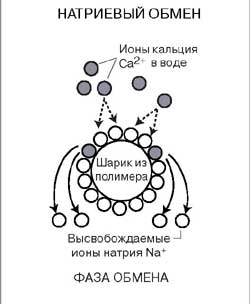 НАТРИЕВЫЙ ОБМЕН
Ионы кальция
Ca²⁺ в воде
Шарик из
полимера
Высвобождаемые
ионы натрия Na⁺
ФАЗА ОБМЕНА